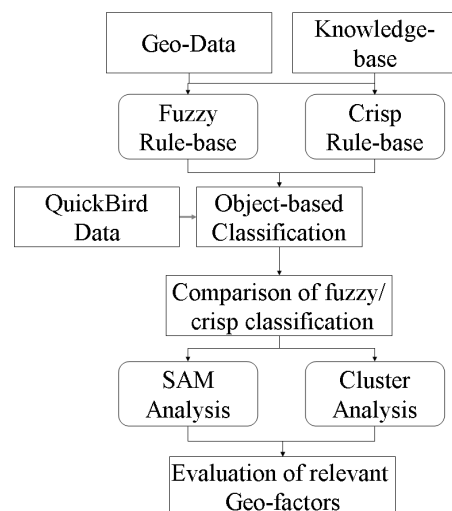 Geo-Data
Knowledge-
base
Fuzzy
Rule-base
Crisp
Rule-base
QuickBird
Data
Object-based
Classification
Comparison of fuzzy/
crisp classification
SAM
Analysis
Cluster
Analysis
Evaluation of relevant
Geo-factors